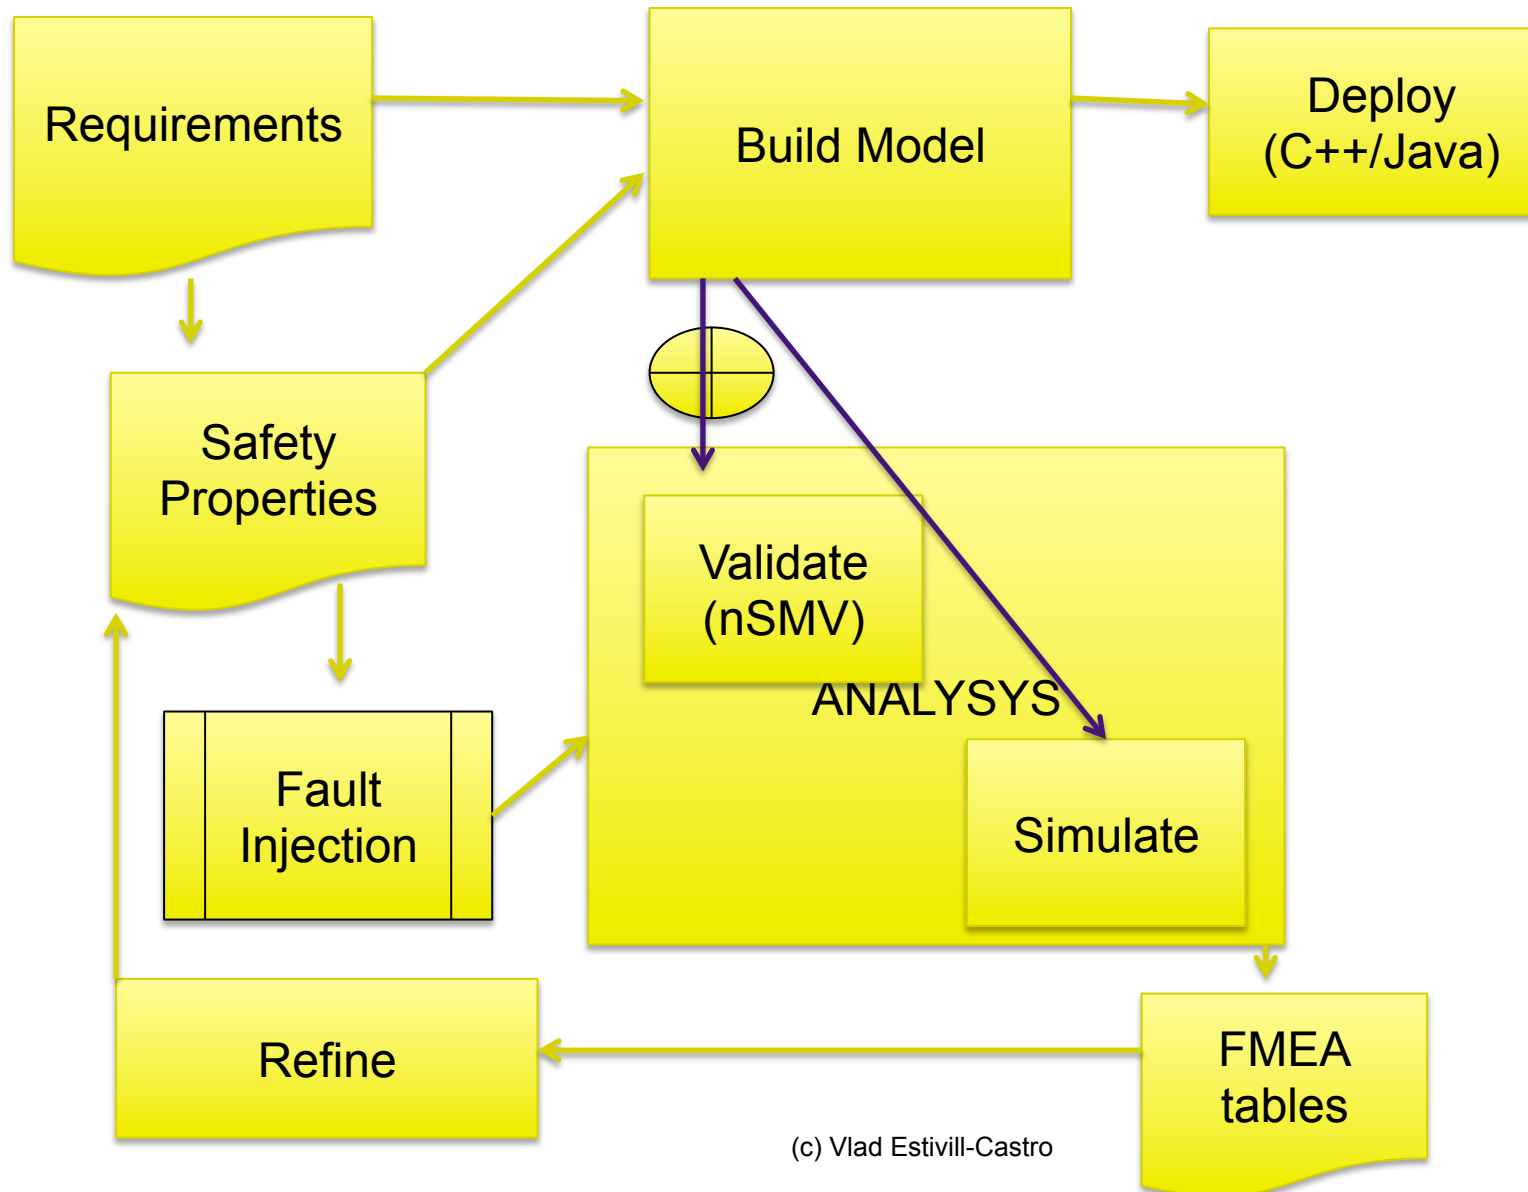 Requirements
Build Model
Deploy
(C++/Java)
Safety
Properties
Validate
(nSMV)
ANALYSYS
Fault
Injection
Simulate
Refine
FMEA
tables
(c) Vlad Estivill-Castro